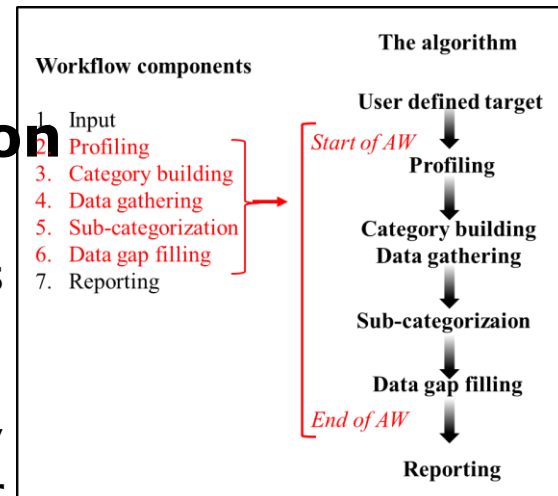 Workflow components
on
1. Input
2. Profiling
3. Category building
4. Data gathering
5. Sub-categorization
6. Data gap filling
7. Reporting
The algorithm
User defined target
Start of AW
Profiling
Category building
Data gathering
Sub-categorizaion
Data gap filling
End of AW
Reporting